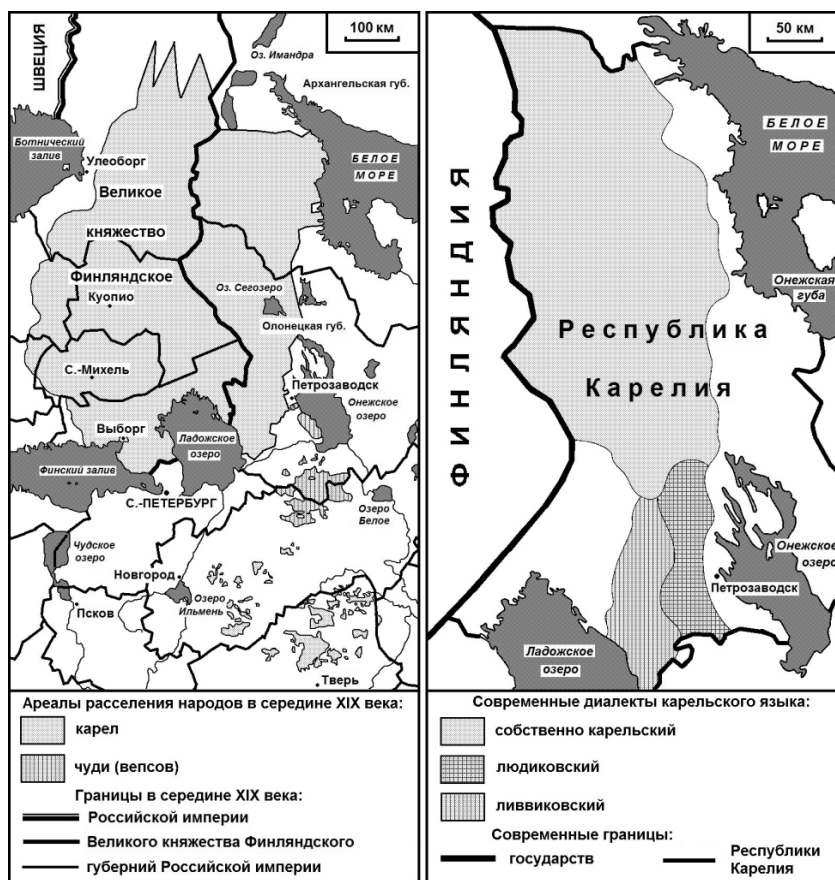 100 км
ШВЕЦИЯ
Оз. Имандра
Архангельская губ.
Ботнический
залив
Улеоборг
БЕЛОЕ
МОРЕ
Великое
княжество
Финляндское
Куопио
Оз. Сегозеро
Олонецкая губ.
С.-Михель
Петрозаводск
Онежское
озеро
Выборг
Ладожское
озеро
Финский залив
С.-ПЕТЕРБУРГ
Озеро
Белое
Чудское
озеро
Новгород
Озеро
Ильмень
Псков
Тверь
Ареалы расселения народов в середине XIX века:
карел
чуди (вепсов)
Границы в середине XIX века:
Российской империи
Великого княжества Финляндского
губерний Российской империи
50 км
БЕЛОЕ
МОРЕ
ФИНЛЯНДИЯ
Онежская
губа
Республика
Карелия
Онежское
озеро
Петрозаводск
Ладожское
озеро
Современные диалекты карельского языка:
собственно карельский
людиковский
ливвиковский
Современные границы:
государств
Республики
Карелия